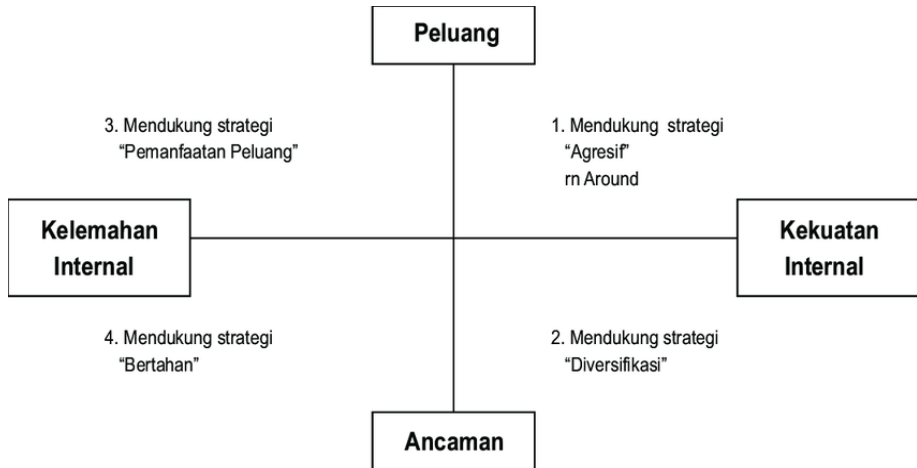 Peluang
3. Mendukung strategi
“Pemanfaatan Peluang”
1. Mendukung strategi
“Agresif”
rn Around
Kelemahan
Internal
Kekuatan
Internal
4. Mendukung strategi
“Bertahan”
2. Mendukung strategi
“Diversifikasi”
Ancaman